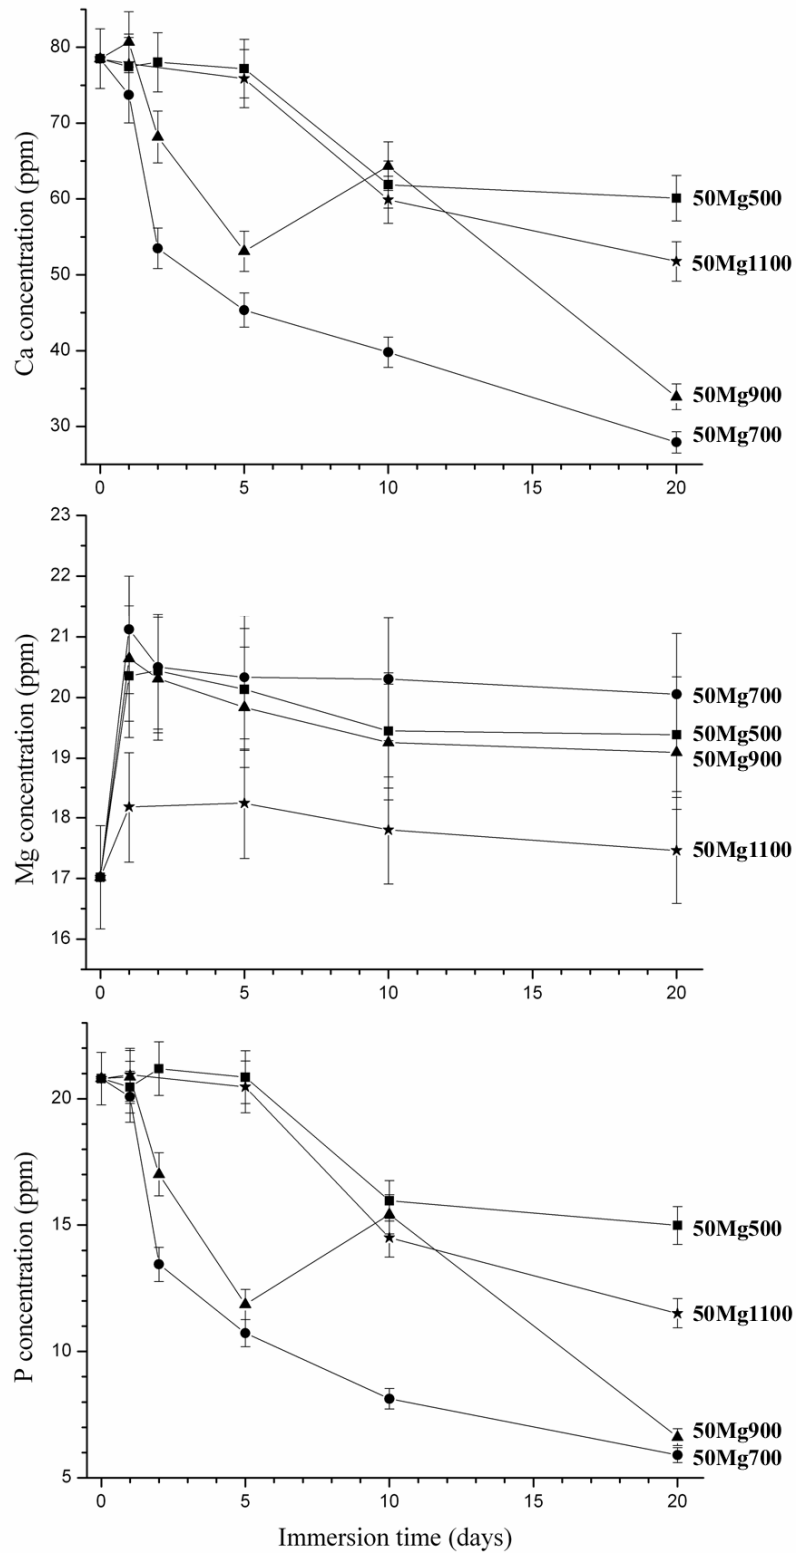 Ca concentration (ppm)
80
70
60
50
40
30
50Mg500
50Mg1100
50Mg900
50Mg700
0 5 10 15 20
Mg concentration (ppm)
23
22
21
20
19
18
17
16
50Mg700
50Mg500
50Mg900
50Mg1100
0 5 10 15 20
P concentration (ppm)
20
15
10
5
50Mg500
50Mg1100
50Mg900
50Mg700
0 5 10 15 20
Immersion time (days)